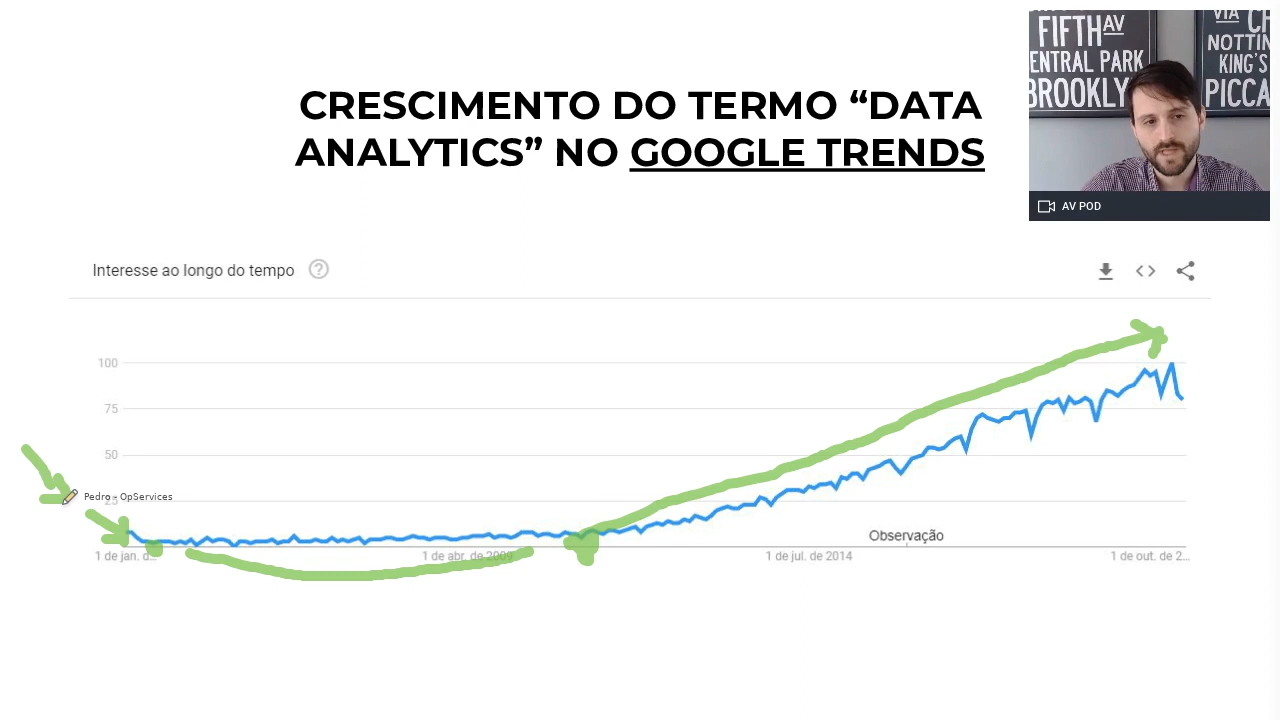 CRESCIMENTO DO TERMO “DATA
ANALYTICS” NO GOOGLE TRENDS
FIFTH AV
ENTRAL PARK
BROOKLY
VIA CH
NOTTIN
KING'S
PICCA
AV POD
Interesse ao longo do tempo
100
75
50
25
Pedro - OpServices
Observação
1 de jan. d...
1 de abr. de 2009
1 de jul. de 2014
1 de out. de 2...